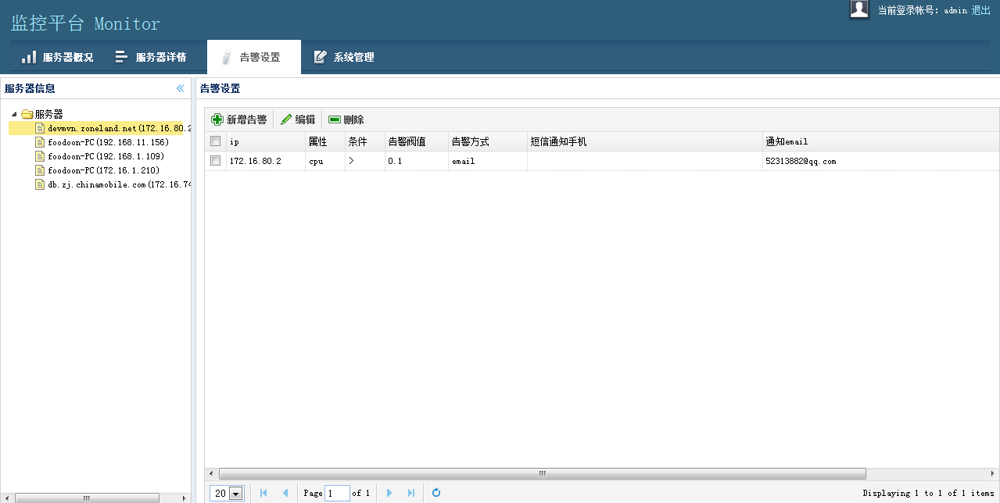 监控平台 Monitor
当前登录帐号: admin 退出
服务器概况 服务器详情 告警设置 系统管理
服务器信息
服务器
devmvn.zoneland.net(172.16.80.2
foodoon-PC(192.168.11.156)
foodoon-PC(192.168.1.109)
foodoon-PC(172.16.1.210)
db.zj.chinamobile.com(172.16.74
告警设置
新增告警 编辑 删除
ip 属性 条件 告警阀值 告警方式 短信通知手机 通知email
172.16.80.2 cpu > 0.1 email 52313882@qq.com
20 Page 1 of 1 Displaying 1 to 1 of 1 items